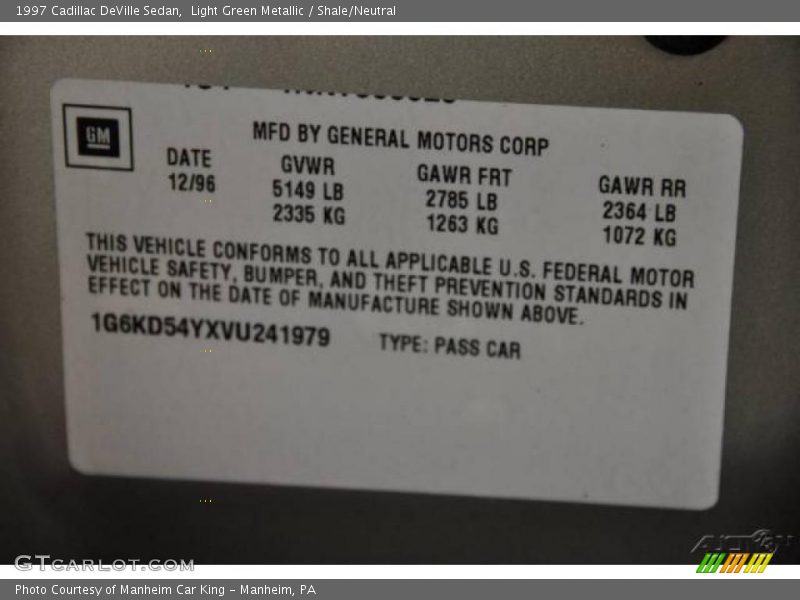 1997 Cadillac DeVille Sedan, Light Green Metallic / Shale/Neutral
GM
MFD BY GENERAL MOTORS CORP
DATE GVWR GAWR FRT GAWR RR
12/96 5149 LB 2785 LB 2364 LB
2335 KG 1263 KG 1072 KG
THIS VEHICLE CONFORMS TO ALL APPLICABLE U.S. FEDERAL MOTOR
VEHICLE SAFETY, BUMPER, AND THEFT PREVENTION STANDARDS IN
EFFECT ON THE DATE OF MANUFACTURE SHOWN ABOVE.
1G6KD54YXVU241979 TYPE: PASS CAR
GTcarlot.com
Photo Courtesy of Manheim Car King - Manheim, PA